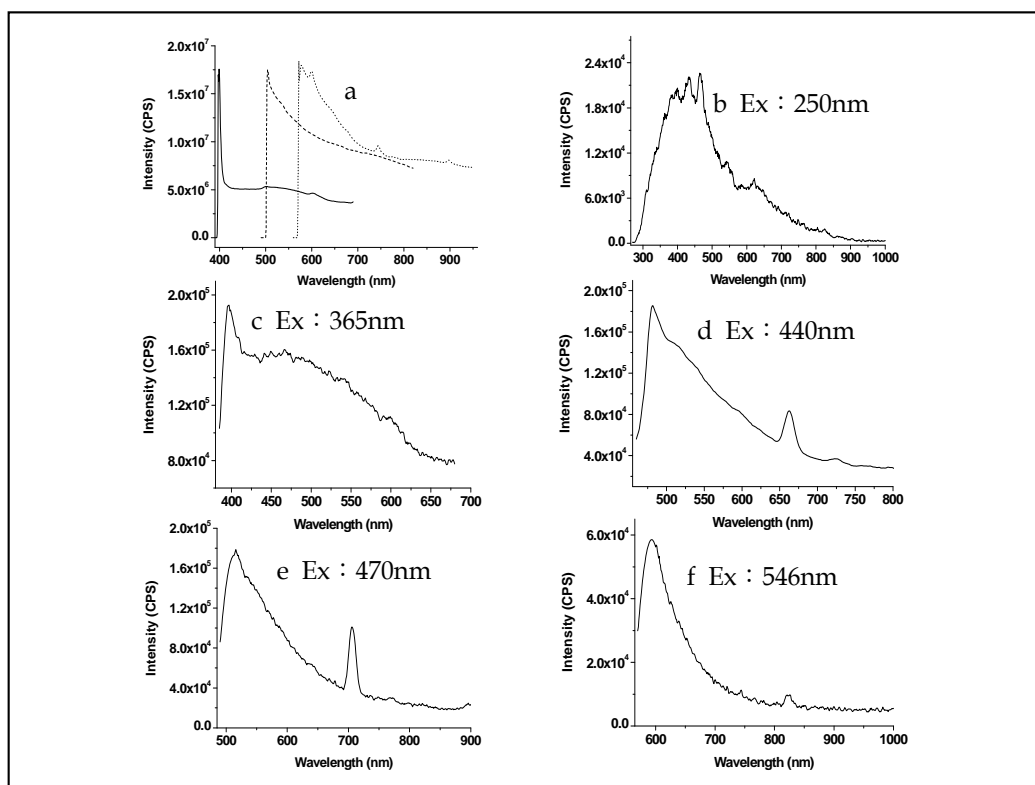 2.0x10⁷
1.5x10⁷
1.0x10⁷
5.0x10⁶
0.0
Intensity (CPS)
a
400 500 600 700 800 900
Wavelength (nm)
2.4x10⁴
1.8x10⁴
1.2x10⁴
6.0x10³
0.0
Intensity (CPS)
b Ex：250nm
300 400 500 600 700 800 900 1000
Wavelength (nm)
2.0x10⁵
1.6x10⁵
1.2x10⁵
8.0x10⁴
Intensity (CPS)
c Ex：365nm
400 450 500 550 600 650 700
Wavelength (nm)
2.0x10⁵
1.6x10⁵
1.2x10⁵
8.0x10⁴
4.0x10⁴
Intensity (CPS)
d Ex：440nm
500 550 600 650 700 750 800
Wavelength (nm)
2.0x10⁵
1.6x10⁵
1.2x10⁵
8.0x10⁴
4.0x10⁴
0.0
Intensity (CPS)
e Ex：470nm
500 600 700 800 900
Wavelength (nm)
6.0x10⁴
4.0x10⁴
2.0x10⁴
0.0
Intensity (CPS)
f Ex：546nm
600 700 800 900 1000
Wavelength (nm)